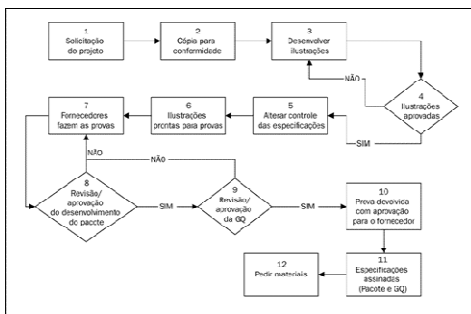 1
Solicitação
do projeto
2
Cópia para
conformidade
3
Desenvolver
ilustrações
NÃO
4
Ilustrações
aprovadas
SIM
5
Alterar controle
das especificações
6
Ilustrações
prontas para provas
7
Fornecedores
fazem as provas
NÃO
NÃO
8
Revisão/
aprovação
do desenvolvimento
do pacote
SIM
9
Revisão/
aprovação
da GQ
SIM
10
Prova devolvida
com aprovação
para o fornecedor
11
Especificações
assinadas
(Pacote e GQ)
12
Pedir materiais